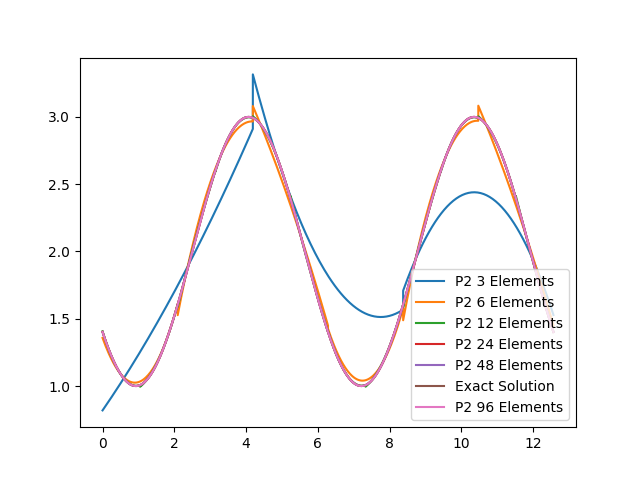 3.0
2.5
2.0
1.5
1.0
0
2
4
6
8
10
12
P2 3 Elements
P2 6 Elements
P2 12 Elements
P2 24 Elements
P2 48 Elements
Exact Solution
P2 96 Elements